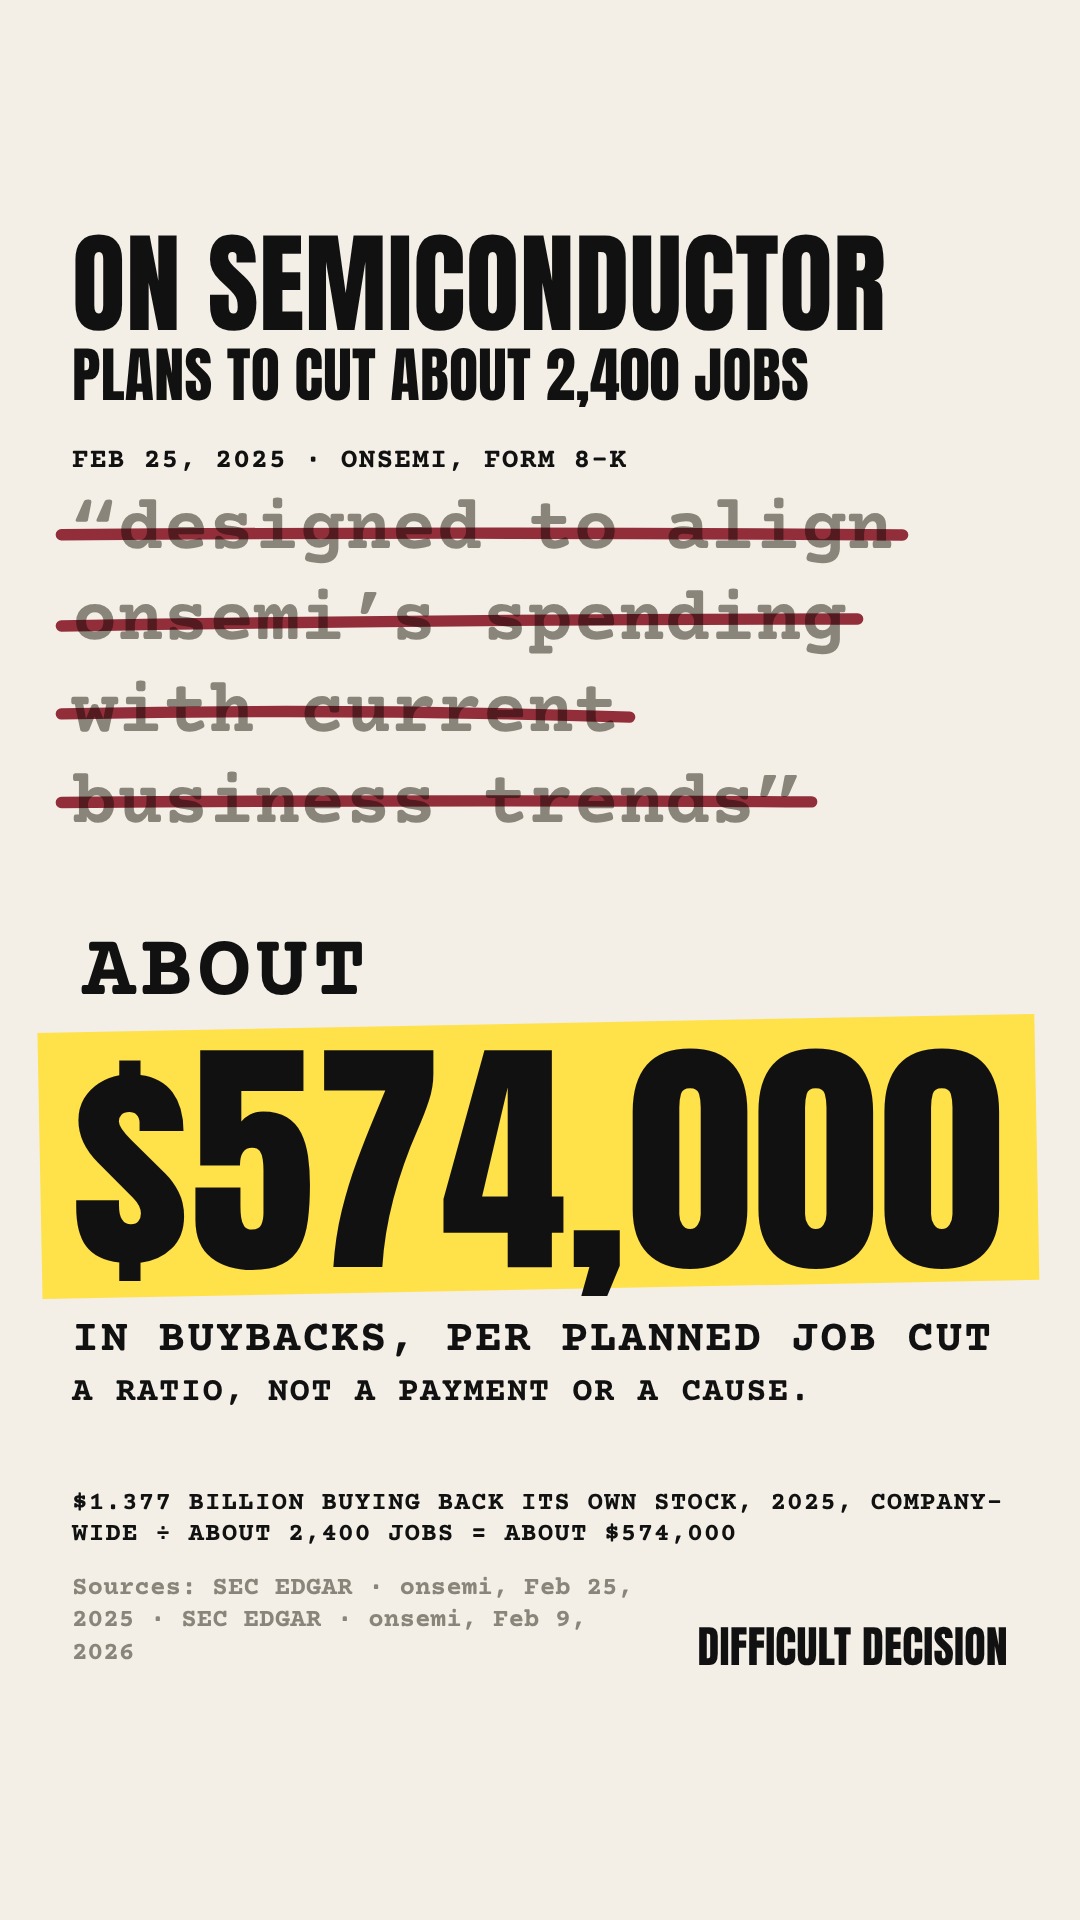 ON SEMICONDUCTOR
PLANS TO CUT ABOUT 2,400 JOBS
FEB 25, 2025 · ONSEMI, FORM 8-K
“designed to align
onsemi’s spending
with current
business trends”
ABOUT
$574,000
IN BUYBACKS, PER PLANNED JOB CUT
A RATIO, NOT A PAYMENT OR A CAUSE.
$1.377 BILLION BUYING BACK ITS OWN STOCK, 2025, COMPANY-
WIDE ÷ ABOUT 2,400 JOBS = ABOUT $574,000
Sources: SEC EDGAR · onsemi, Feb 25,
2025 · SEC EDGAR · onsemi, Feb 9,
2026
DIFFICULT DECISION